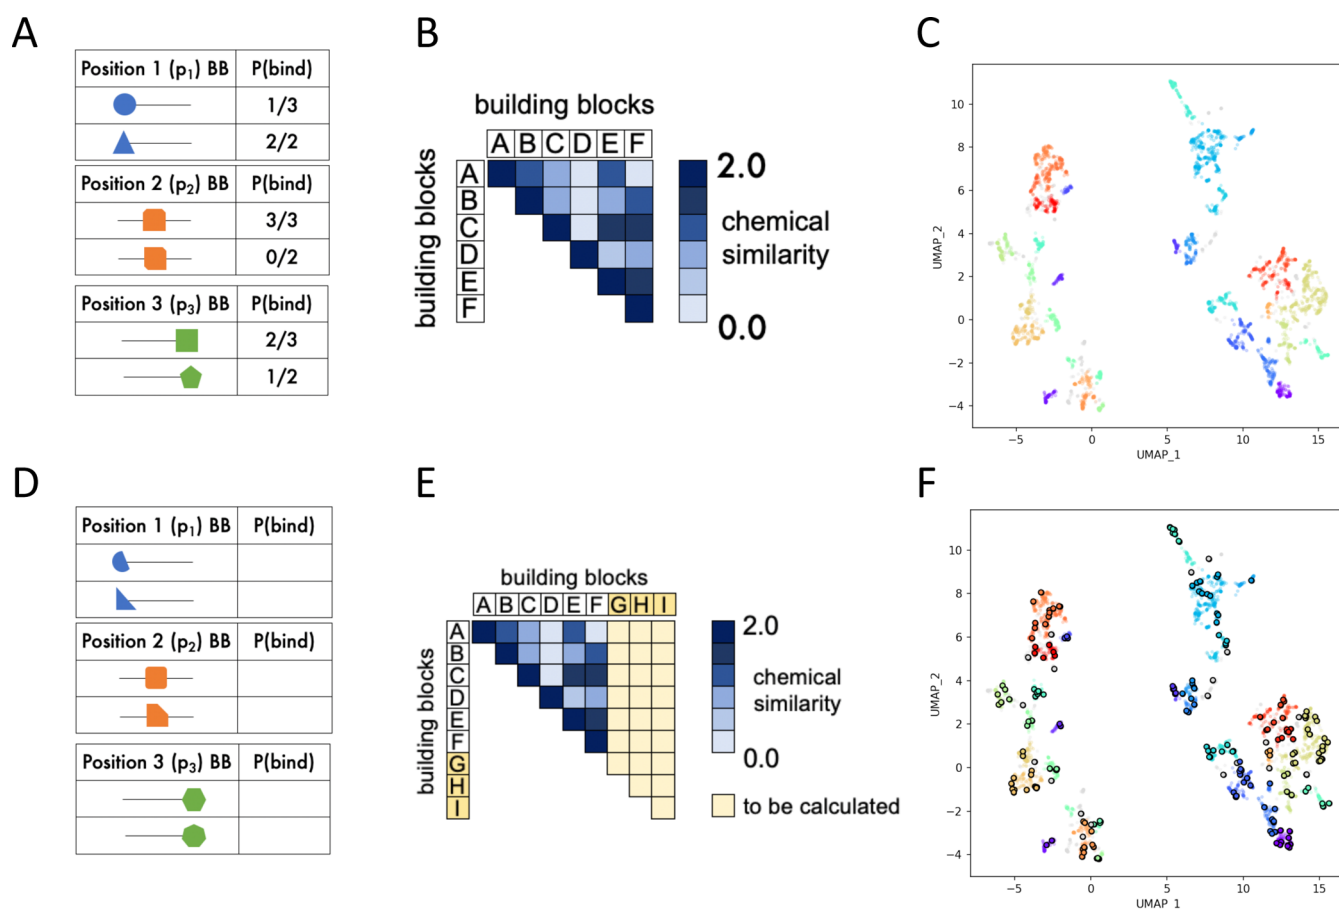 A
Position 1 (p1) BB P(bind)
1/3
2/2
Position 2 (p2) BB P(bind)
3/3
0/2
Position 3 (p3) BB P(bind)
2/3
1/2
B
building blocks
A B C D E F
building blocks
A
B
C
D
E
F
2.0
chemical
similarity
0.0
C
UMAP_2
10
8
6
4
2
0
−2
−4
−5 0 5 10 15
UMAP_1
D
Position 1 (p1) BB P(bind)
Position 2 (p2) BB P(bind)
Position 3 (p3) BB P(bind)
E
building blocks
A B C D E F G H I
building blocks
A
B
C
D
E
F
G
H
I
2.0
chemical
similarity
0.0
to be calculated
F
UMAP_2
10
8
6
4
2
0
−2
−4
−5 0 5 10 15
UMAP_1